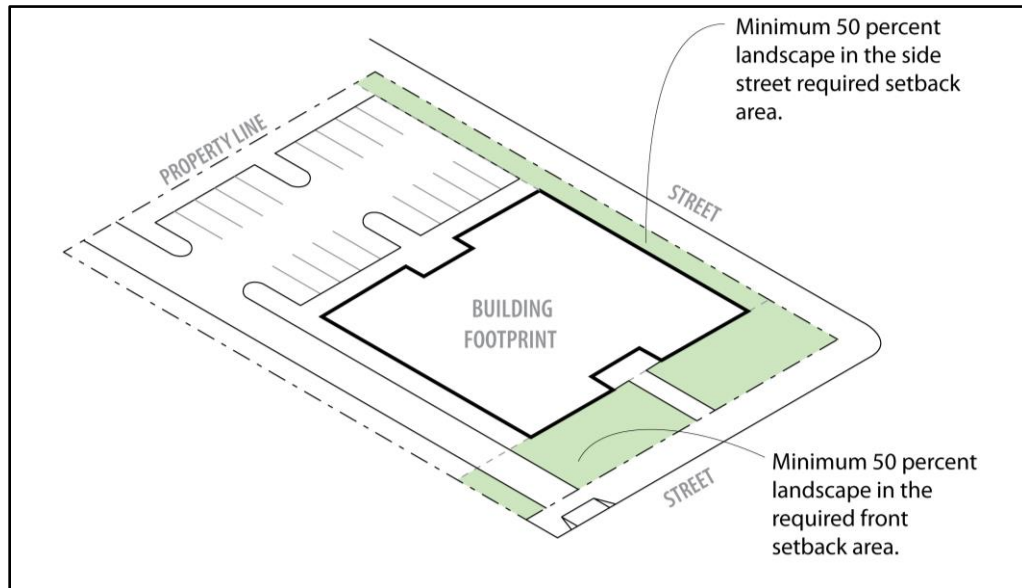 Minimum 50 percent
landscape in the side
street required setback
area.
PROPERTY LINE
STREET
BUILDING
FOOTPRINT
STREET
Minimum 50 percent
landscape in the
required front
setback area.